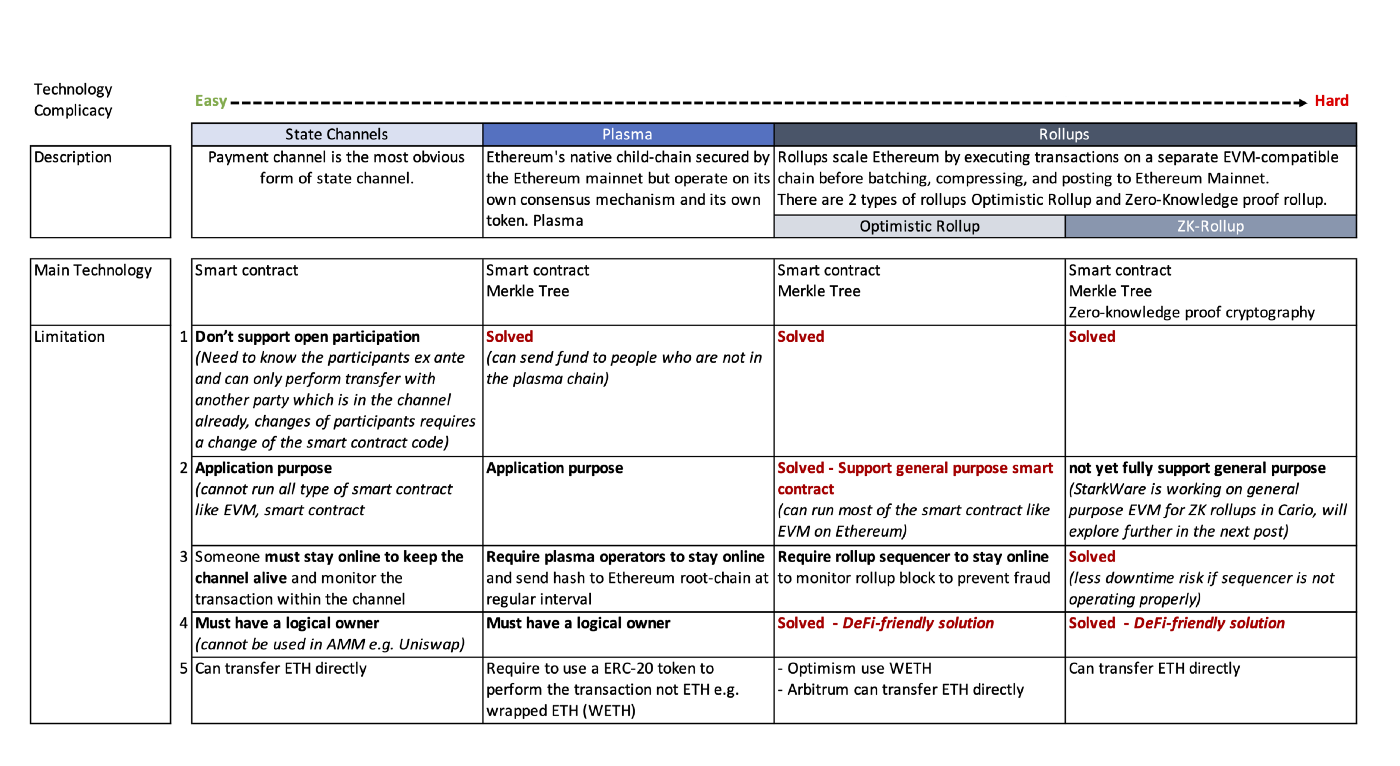 Technology
Complicacy
Easy
Hard
State Channels
Plasma
Rollups
Description
Payment channel is the most obvious
form of state channel.
Ethereum's native child-chain secured by
the Ethereum mainnet but operate on its
own consensus mechanism and its own
token. Plasma
Rollups scale Ethereum by executing transactions on a separate EVM-compatible
chain before batching, compressing, and posting to Ethereum Mainnet.
There are 2 types of rollups Optimistic Rollup and Zero-Knowledge proof rollup.
Optimistic Rollup
ZK-Rollup
Main Technology
Smart contract
Smart contract
Merkle Tree
Smart contract
Merkle Tree
Smart contract
Merkle Tree
Zero-knowledge proof cryptography
Limitation
1
Don’t support open participation
(Need to know the participants ex ante
and can only perform transfer with
another party which is in the channel
already, changes of participants requires
a change of the smart contract code)
Solved
(can send fund to people who are not in
the plasma chain)
Solved
Solved
2
Application purpose
(cannot run all type of smart contract
like EVM, smart contract
Application purpose
Solved - Support general purpose smart
contract
(can run most of the smart contract like
EVM on Ethereum)
not yet fully support general purpose
(StarkWare is working on general
purpose EVM for ZK rollups in Cario, will
explore further in the next post)
3
Someone must stay online to keep the
channel alive and monitor the
transaction within the channel
Require plasma operators to stay online
and send hash to Ethereum root-chain at
regular interval
Require rollup sequencer to stay online
to monitor rollup block to prevent fraud
Solved
(less downtime risk if sequencer is not
operating properly)
4
Must have a logical owner
(cannot be used in AMM e.g. Uniswap)
Must have a logical owner
Solved - DeFi-friendly solution
Solved - DeFi-friendly solution
5
Can transfer ETH directly
Require to use a ERC-20 token to
perform the transaction not ETH e.g.
wrapped ETH (WETH)
- Optimism use WETH
- Arbitrum can transfer ETH directly
Can transfer ETH directly